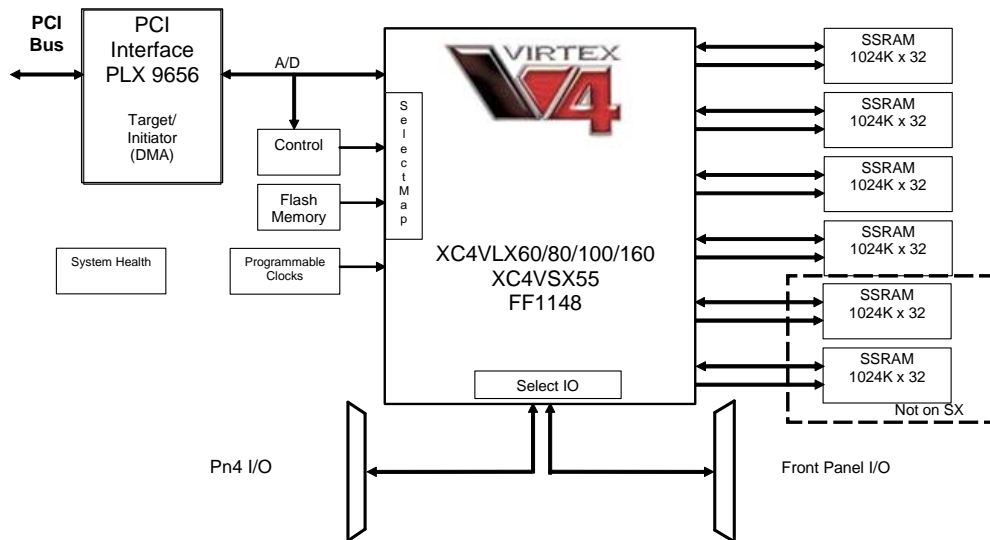 PCI
Bus
PCI
Interface
PLX 9656
Target/
Initiator
(DMA)
A/D
Control
Flash
Memory
System Health
Programmable
Clocks
SelectMap
VIRTEX
V4
XC4VLX60/80/100/160
XC4VSX55
FF1148
Select IO
SSRAM
1024K x 32
SSRAM
1024K x 32
SSRAM
1024K x 32
SSRAM
1024K x 32
SSRAM
1024K x 32
SSRAM
1024K x 32
Not on SX
Pn4 I/O
Front Panel I/O